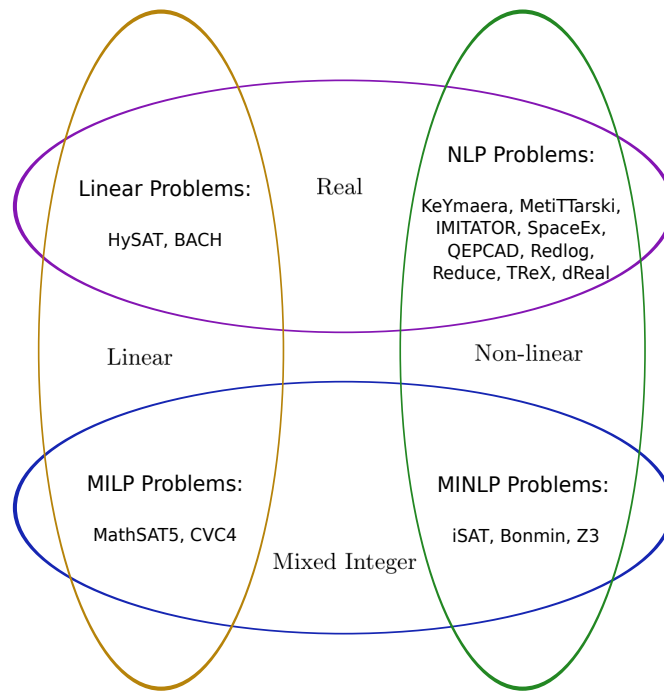 NLP Problems:
Linear Problems:
Real
KeYmaera, MetiTTarski,
IMITATOR, SpaceEx,
HySAT, BACH
QEPCAD, Redlog,
Reduce, TReX, dReal
Linear
Non-linear
MILP Problems:
MINLP Problems:
MathSAT5, CVC4
iSAT, Bonmin, Z3
Mixed Integer